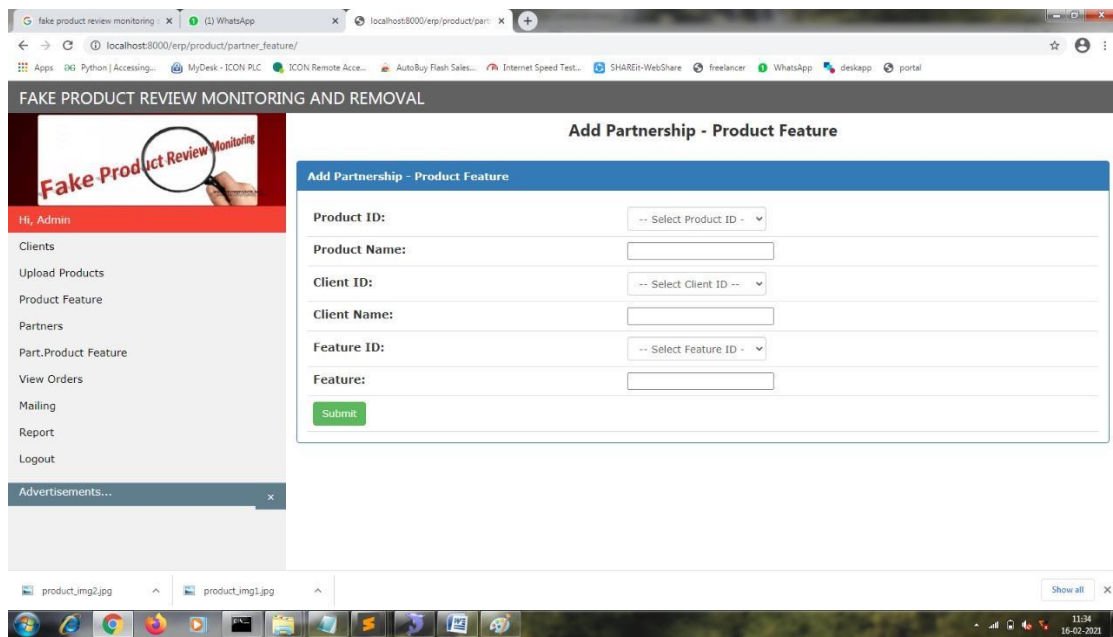 fake product review monitoring
(1) WhatsApp
localhost:8000/erp/product/part
localhost:8000/erp/product/partner_feature/
Apps
Python | Accessing...
MyDesk - ICON PLC
ICON Remote Acce...
AutoBuy Flash Sales...
Internet Speed Test...
SHAREit-WebShare
freelancer
WhatsApp
deskapp
portal
FAKE PRODUCT REVIEW MONITORING AND REMOVAL
Fake Product Review Monitoring
Hi, Admin
Clients
Upload Products
Product Feature
Partners
Part.Product Feature
View Orders
Mailing
Report
Logout
Advertisements...
×
Add Partnership - Product Feature
Add Partnership - Product Feature
Product ID:
-- Select Product ID -
Product Name:
Client ID:
-- Select Client ID --
Client Name:
Feature ID:
-- Select Feature ID -
Feature:
Submit
product_img2.jpg
product_img1.jpg
Show all
11:34
16-02-2021